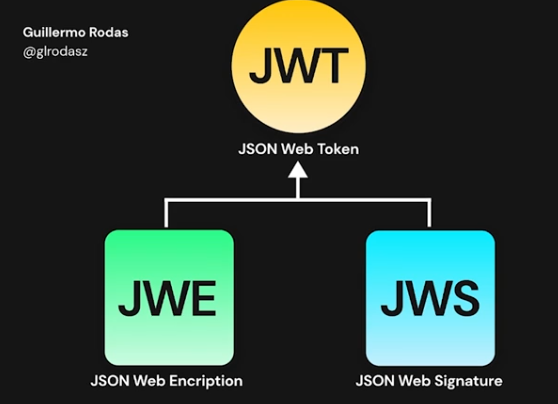 Guillermo Rodas
@glrodasz
JWT
JSON Web Token
JWE
JWS
JSON Web Encription
JSON Web Signature